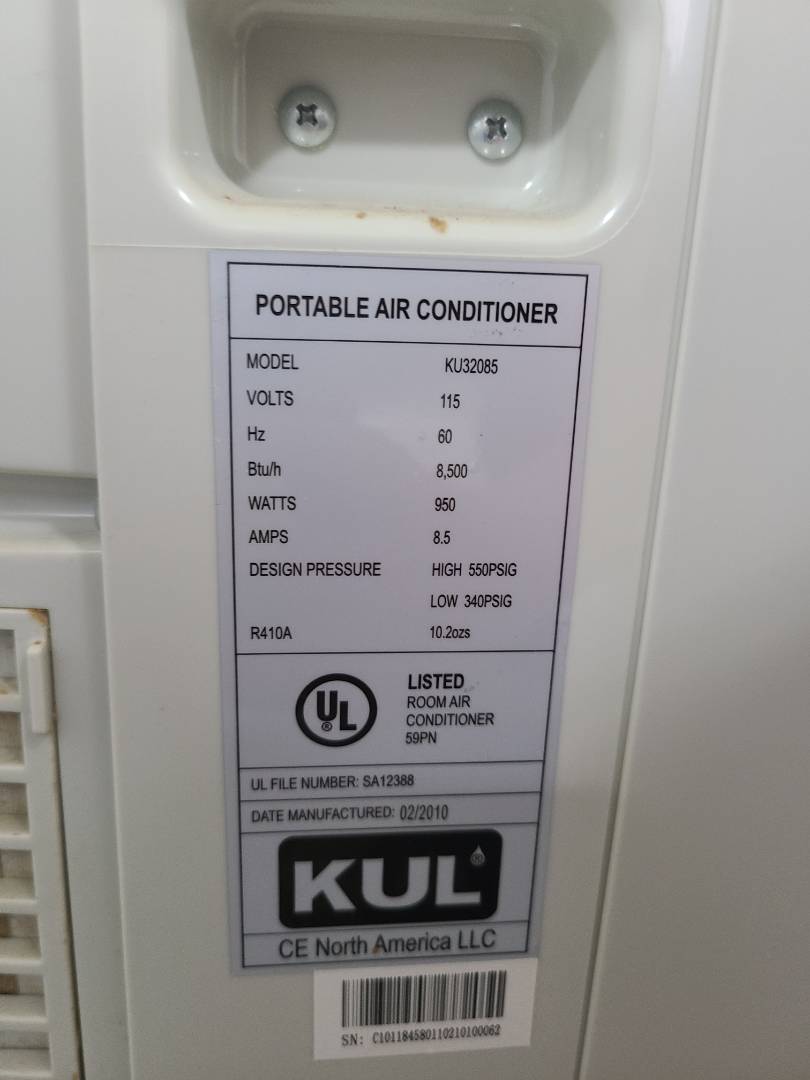 PORTABLE AIR CONDITIONER
MODEL KU32085
VOLTS 115
Hz 60
Btu/h 8,500
WATTS 950
AMPS 8.5
DESIGN PRESSURE HIGH 550PSIG
LOW 340PSIG
R410A 10.2ozs
UL ®
LISTED
ROOM AIR
CONDITIONER
59PN
UL FILE NUMBER: SA12388
DATE MANUFACTURED: 02/2010
KUL®
CE North America LLC
SN: C101184580110210100062